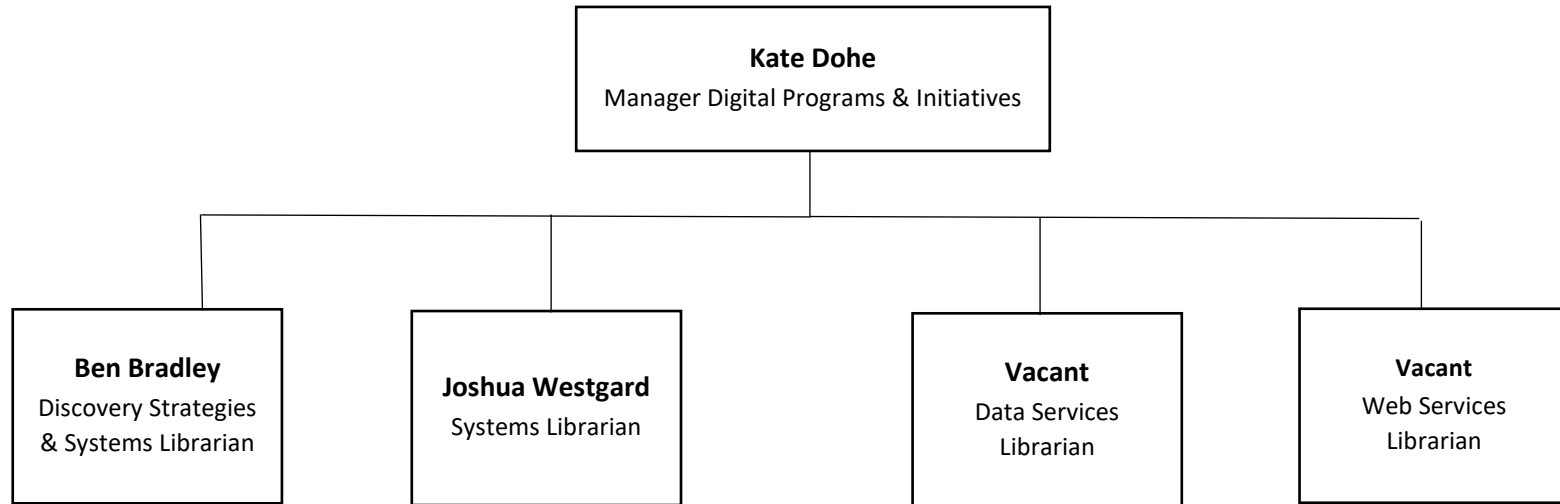 Kate Dohe
Manager Digital Programs & Initiatives
Ben Bradley
Discovery Strategies
& Systems Librarian
Joshua Westgard
Systems Librarian
Vacant
Data Services
Librarian
Vacant
Web Services
Librarian